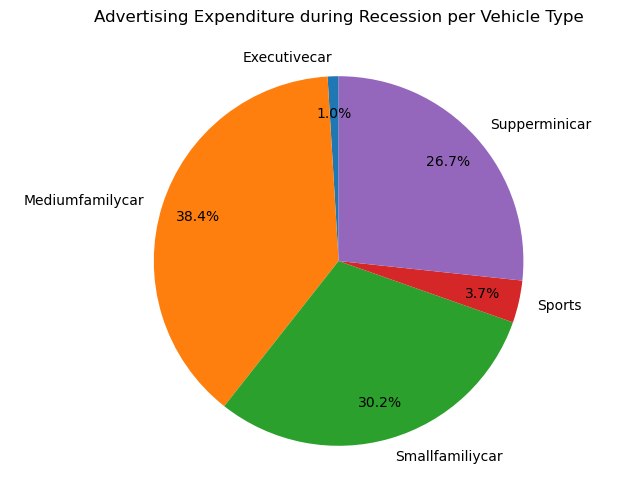 Advertising Expenditure during Recession per Vehicle Type
Executivecar
1.0%
Supperminicar
26.7%
Mediumfamilycar
38.4%
Sports
3.7%
30.2%
Smallfamiliycar